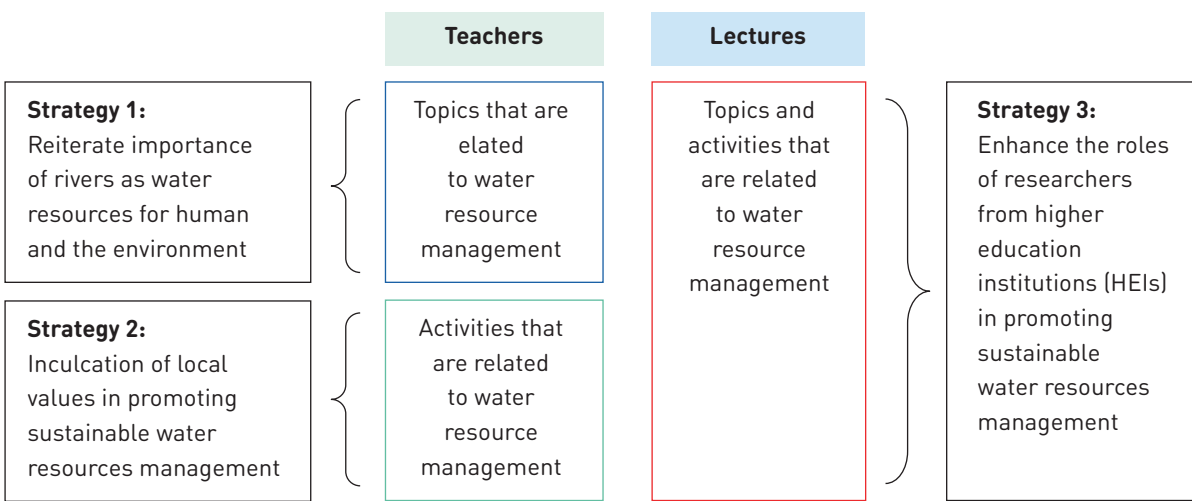 Teachers
Lectures
Strategy 1:
Reiterate importance
of rivers as water
resources for human
and the environment
Topics that are
elated
to water
resource
management
Strategy 2:
Inculcation of local
values in promoting
sustainable water
resources management
Activities that
are related
to water
resource
management
Topics and
activities that
are related
to water
resource
management
Strategy 3:
Enhance the roles
of researchers
from higher
education
institutions (HEIs)
in promoting
sustainable
water resources
management